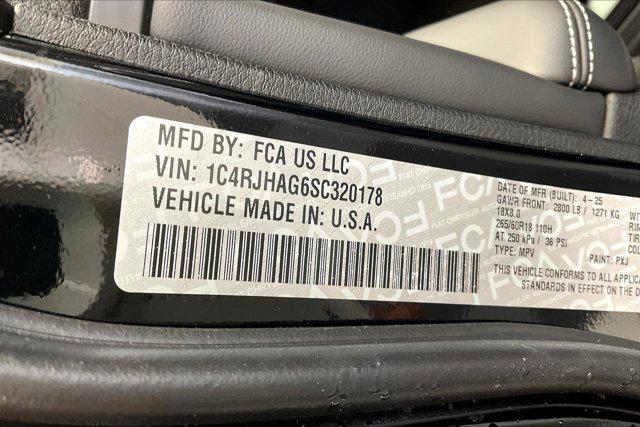 MFD BY: FCA US LLC
VIN: 1C4RJHAG6SC320178
VEHICLE MADE IN: U.S.A.
DATE OF MFR (BUILT): 4-25
GAWR FRONT: 2800 LB / 1271 KG
18X8.0
265/60R18 110H
AT 250 kPa / 36 PSI
TYPE: MPV
PAINT: PXJ
THIS VEHICLE CONFORMS TO ALL
STANDARDS IN EFFECT ON THE